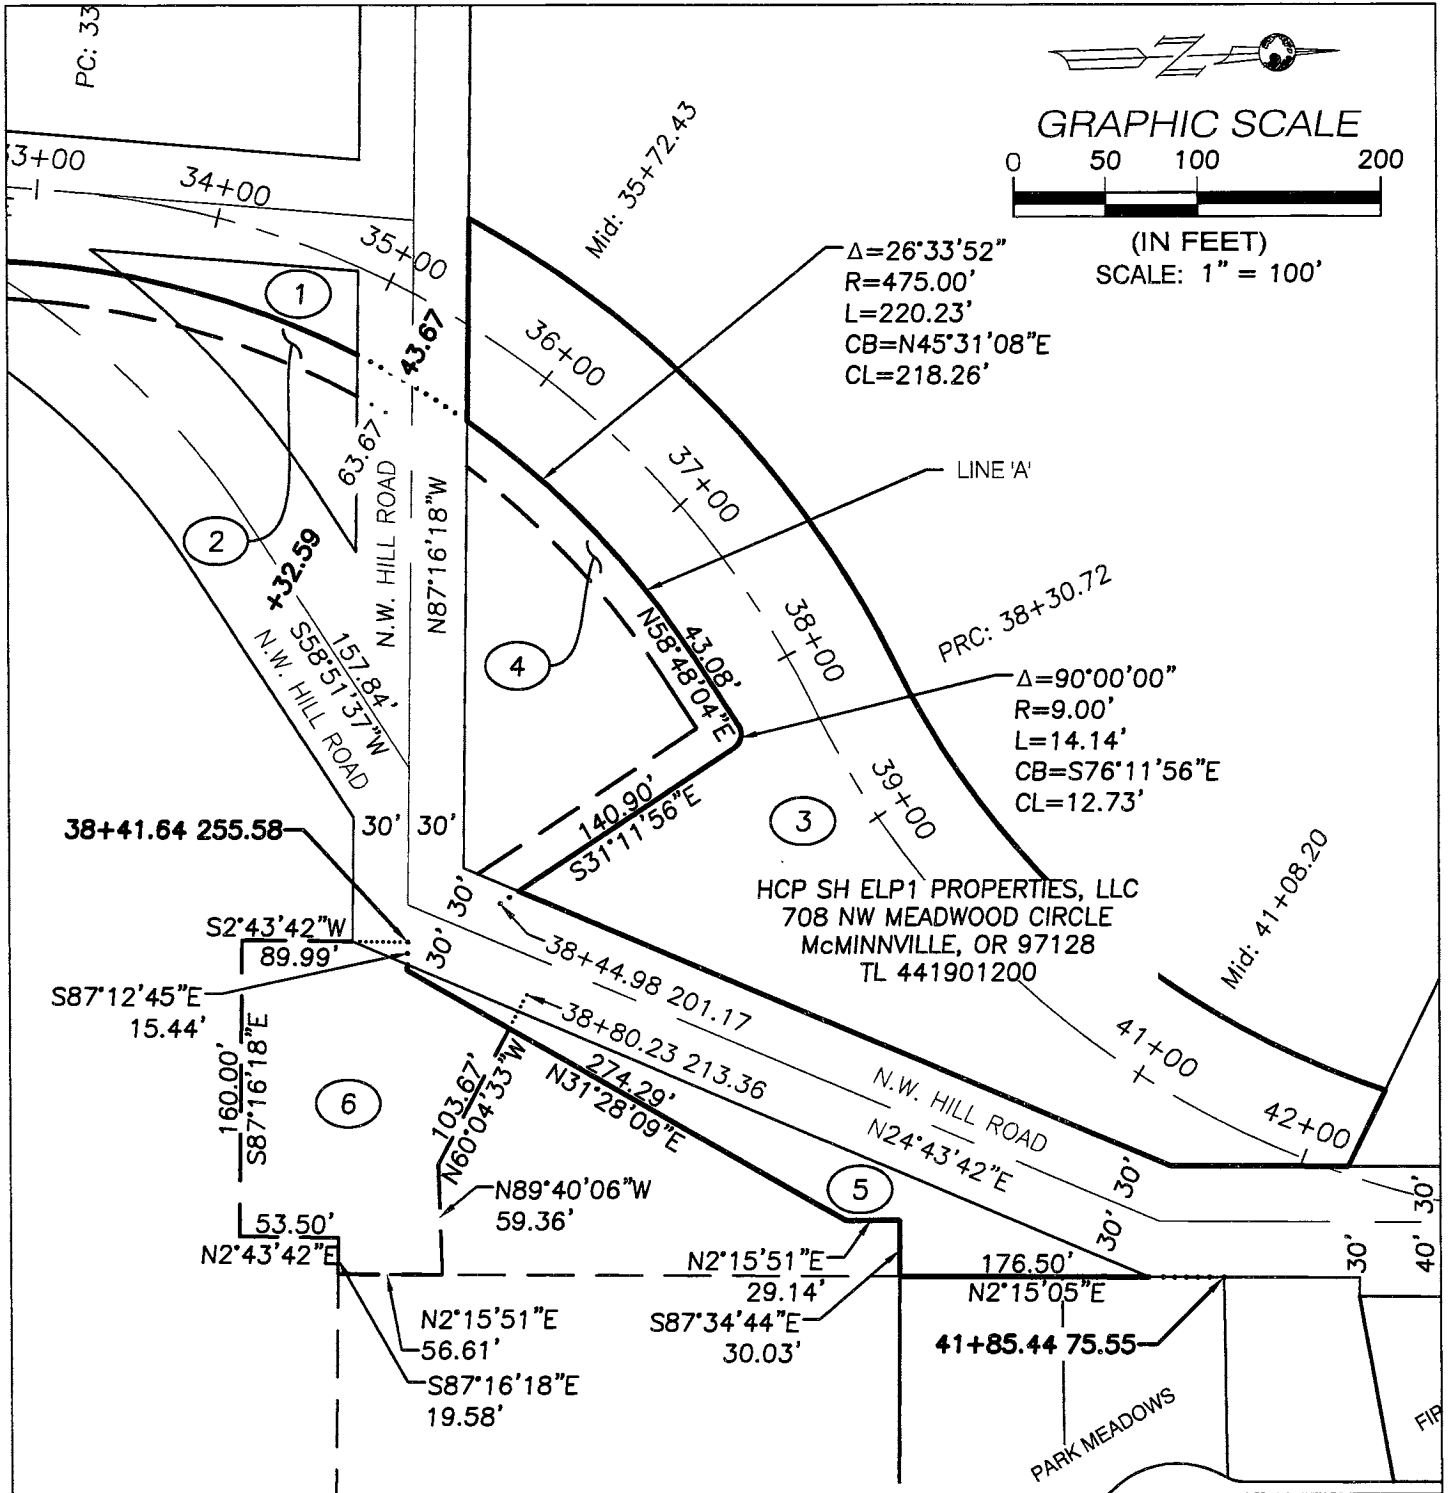 PC: 33
GRAPHIC SCALE
0 50 100 200
(IN FEET)
SCALE: 1" = 100'
33+00
34+00
35+00
36+00
37+00
38+00
39+00
41+00
42+00
Mid: 35+72.43
Δ=26°33'52"
R=475.00'
L=220.23'
CB=N45°31'08"E
CL=218.26'
LINE 'A'
PRC: 38+30.72
Δ=90°00'00"
R=9.00'
L=14.14'
CB=S76°11'56"E
CL=12.73'
1
2
3
4
5
6
43.67
63.67
N.W. HILL ROAD
N87°16'18"W
+32.59
157.84'
S58°51'37"W
N.W. HILL ROAD
43.08'
N58°48'04"E
140.90'
S31°11'56"E
HCP SH ELP1 PROPERTIES, LLC
708 NW MEADWOOD CIRCLE
McMINNVILLE, OR 97128
TL 441901200
Mid: 41+08.20
38+41.64 255.58
30' 30'
30'
30'
S2°43'42"W
89.99'
S87°12'45"E
15.44'
160.00'
S87°16'18"E
38+44.98 201.17
38+80.23 213.36
274.29'
N31°28'09"E
103.67'
N60°04'33"W
N.W. HILL ROAD
N24°43'42"E
30'
30'
30'
30'
40'
N89°40'06"W
59.36'
53.50'
N2°43'42"E
N2°15'51"E
29.14'
S87°34'44"E
30.03'
176.50'
N2°15'05"E
41+85.44 75.55
N2°15'51"E
56.61'
S87°16'18"E
19.58'
PARK MEADOWS
FIR